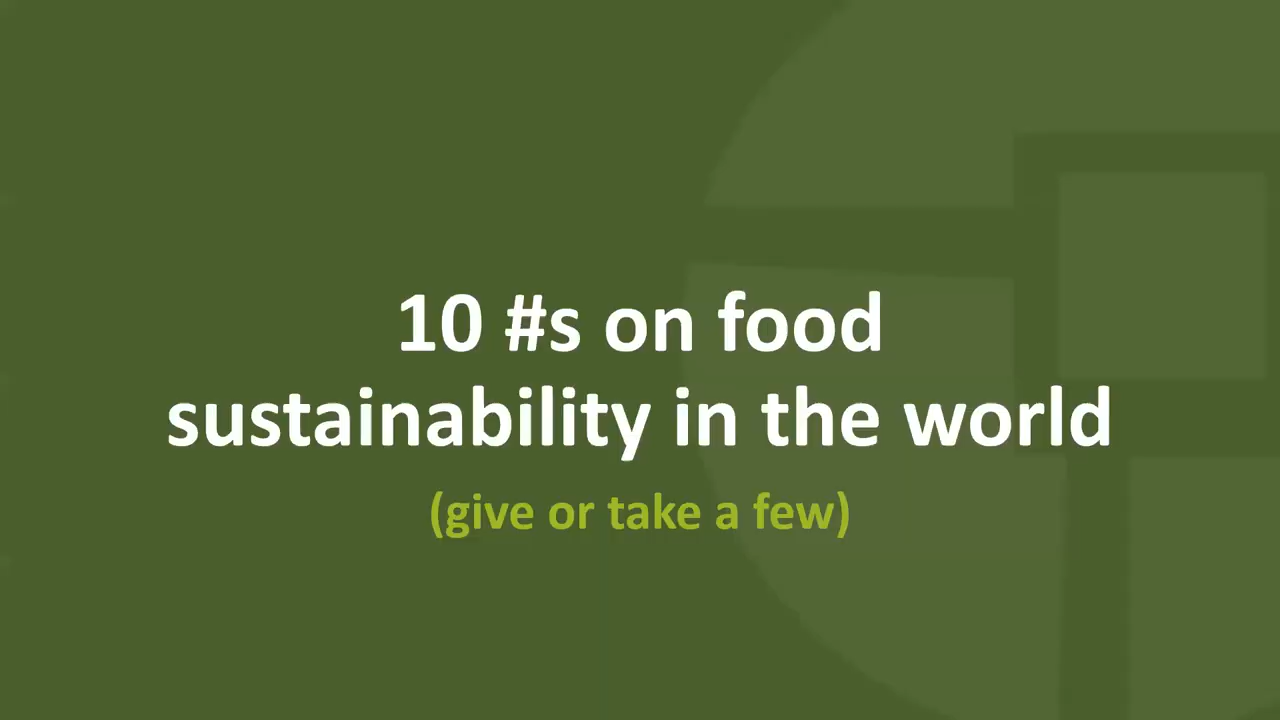 10 #s on food
sustainability in the world
(give or take a few)